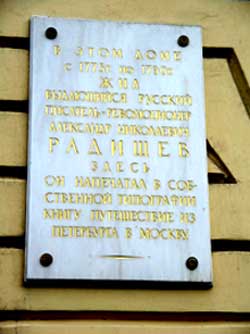 В ЭТОМ ДОМЕ
С 1775г. по 1790г.
ЖИЛ
ВЫДАЮЩИЙСЯ РУССКИЙ
ПИСАТЕЛЬ-РЕВОЛЮЦИОНЕР
АЛЕКСАНДР НИКОЛАЕВИЧ
РАДИЩЕВ
ЗДЕСЬ
ОН НАПЕЧАТАЛ В СОБ-
СТВЕННОЙ ТИПОГРАФИИ
КНИГУ ПУТЕШЕСТВИЕ ИЗ
ПЕТЕРБУРГА В МОСКВУ.